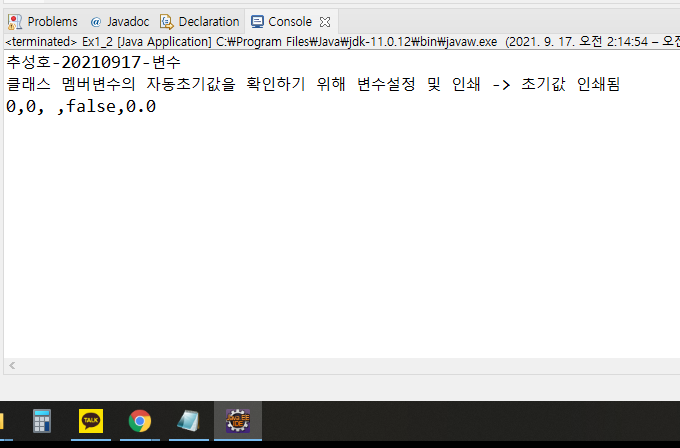 Problems @ Javadoc Declaration Console
<terminated> Ex1_2 [Java Application] C:₩Program Files₩Java₩jdk-11.0.12₩bin₩javaw.exe (2021. 9. 17. 오전 2:14:54 – 오전
추성호-20210917-변수
클래스 멤버변수의 자동초기값을 확인하기 위해 변수설정 및 인쇄 -> 초기값 인쇄됨
0,0, ,false,0.0
TALK
Java EE
IDE